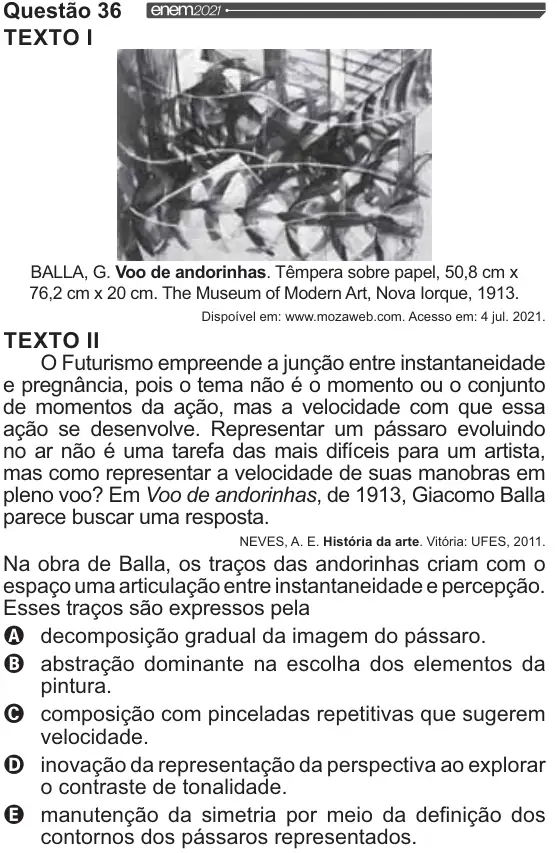 Questão 36 enem2021
TEXTO I
BALLA, G. Voo de andorinhas. Têmpera sobre papel, 50,8 cm x
76,2 cm x 20 cm. The Museum of Modern Art, Nova Iorque, 1913.
Dispoível em: www.mozaweb.com. Acesso em: 4 jul. 2021.
TEXTO II
O Futurismo empreende a junção entre instantaneidade
e pregnância, pois o tema não é o momento ou o conjunto
de momentos da ação, mas a velocidade com que essa
ação se desenvolve. Representar um pássaro evoluindo
no ar não é uma tarefa das mais difíceis para um artista,
mas como representar a velocidade de suas manobras em
pleno voo? Em Voo de andorinhas, de 1913, Giacomo Balla
parece buscar uma resposta.
NEVES, A. E. História da arte. Vitória: UFES, 2011.
Na obra de Balla, os traços das andorinhas criam com o
espaço uma articulação entre instantaneidade e percepção.
Esses traços são expressos pela
A decomposição gradual da imagem do pássaro.
B abstração dominante na escolha dos elementos da
pintura.
C composição com pinceladas repetitivas que sugerem
velocidade.
D inovação da representação da perspectiva ao explorar
o contraste de tonalidade.
E manutenção da simetria por meio da definição dos
contornos dos pássaros representados.